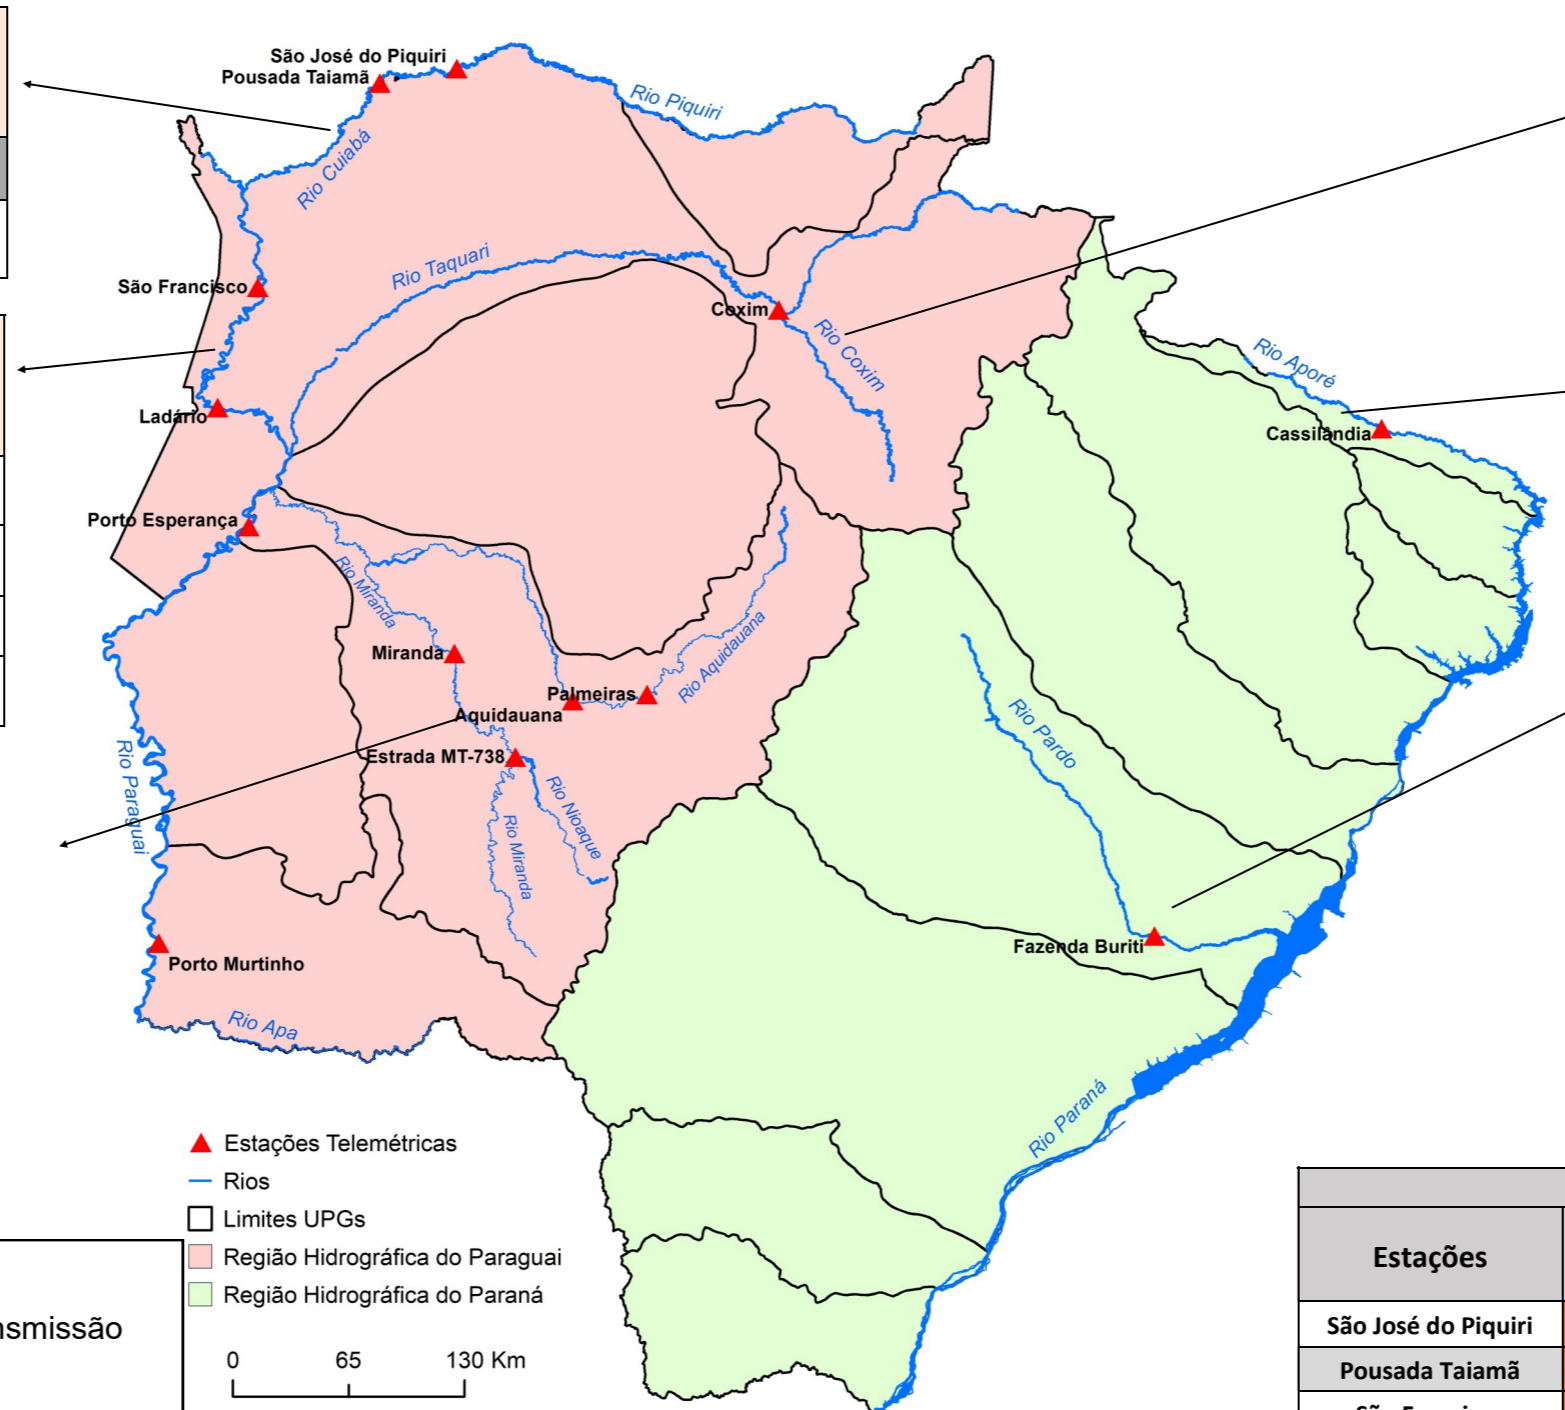 São José do Piquiri
Pousada Taiamã
Rio Piquiri
Rio Cuiabá
São Francisco
Rio Taquari
Coxim
Rio Coxim
Rio Aporé
Ladário
Cassilândia
Porto Esperança
Rio Miranda
Miranda
Rio Aquidauana
Palmeiras
Aquidauana
Estrada MT-738
Rio Pardo
Rio Paraguai
Rio Nioaque
Rio Miranda
Fazenda Buriti
Porto Murtinho
Rio Apa
Rio Paraná
Estações Telemétricas
Rios
Limites UPGs
Região Hidrográfica do Paraguai
Região Hidrográfica do Paraná
0 65 130 Km
nsmissão
Estações
São José do Piquiri
Pousada Taiamã